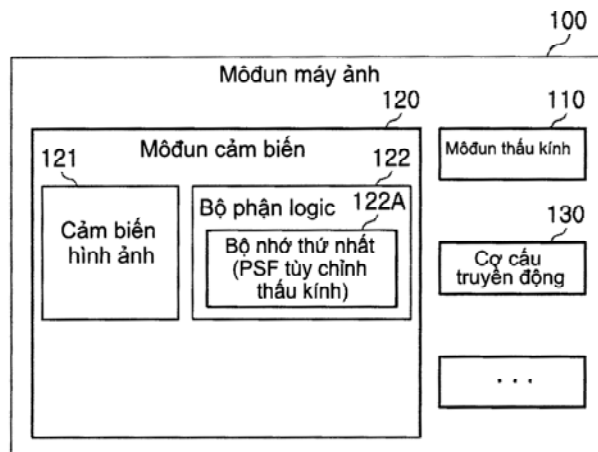 100
Môđun máy ảnh
120
110
Môđun cảm biến
Môđun thấu kính
121
122
Cảm biến
hình ảnh
Bộ phận logic
122A
Bộ nhớ thứ nhất
(PSF tùy chỉnh
thấu kính)
130
Cơ cấu
truyền động
...